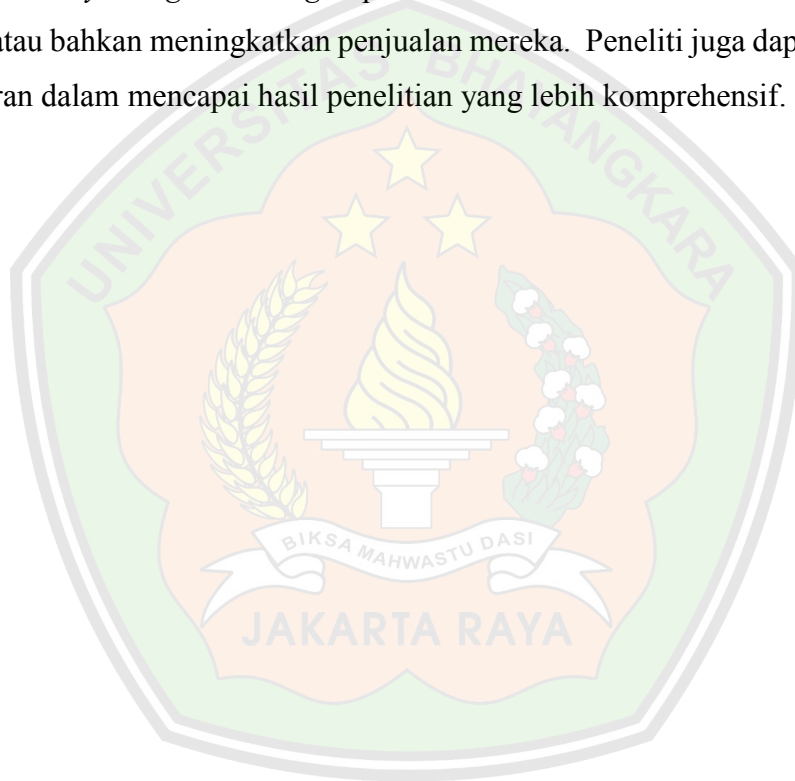 atau bahkan meningkatkan penjualan mereka. Peneliti juga dap
ran dalam mencapai hasil penelitian yang lebih komprehensif.
UNIVERSITAS BHAYANGKARA
BIKSA MAHWASTU DASI
JAKARTA RAYA